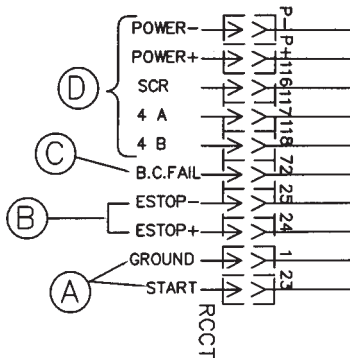 POWER- P-
POWER+ P+
SCR 116
4 A 117
4 B 118
B.C.FAIL 72
ESTOP- 25
ESTOP+ 24
GROUND 1
START 23
D
C
B
A
RCCT